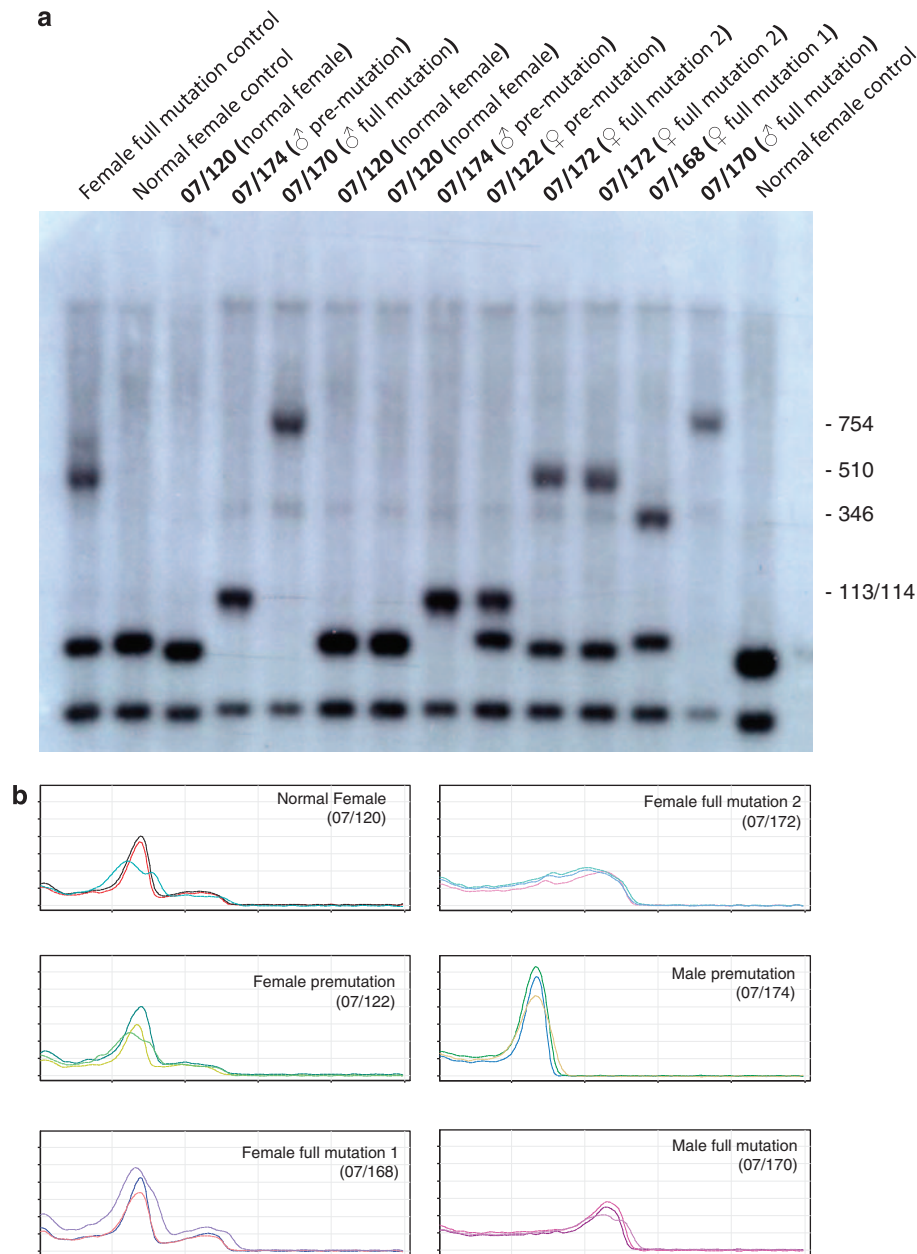 a
Female full mutation control
Normal female control
07/120 (normal female)
07/174 (♂ pre-mutation)
07/170 (♂ full mutation)
07/120 (normal female)
07/120 (normal female)
07/174 (♂ pre-mutation)
07/122 (♀ pre-mutation)
07/172 (♀ full mutation 2)
07/172 (♀ full mutation 2)
07/168 (♀ full mutation 1)
07/170 (♂ full mutation)
Normal female control
- 754
- 510
- 346
- 113/114
b
Normal Female
(07/120)
Female full mutation 2
(07/172)
Female premutation
(07/122)
Male premutation
(07/174)
Female full mutation 1
(07/168)
Male full mutation
(07/170)